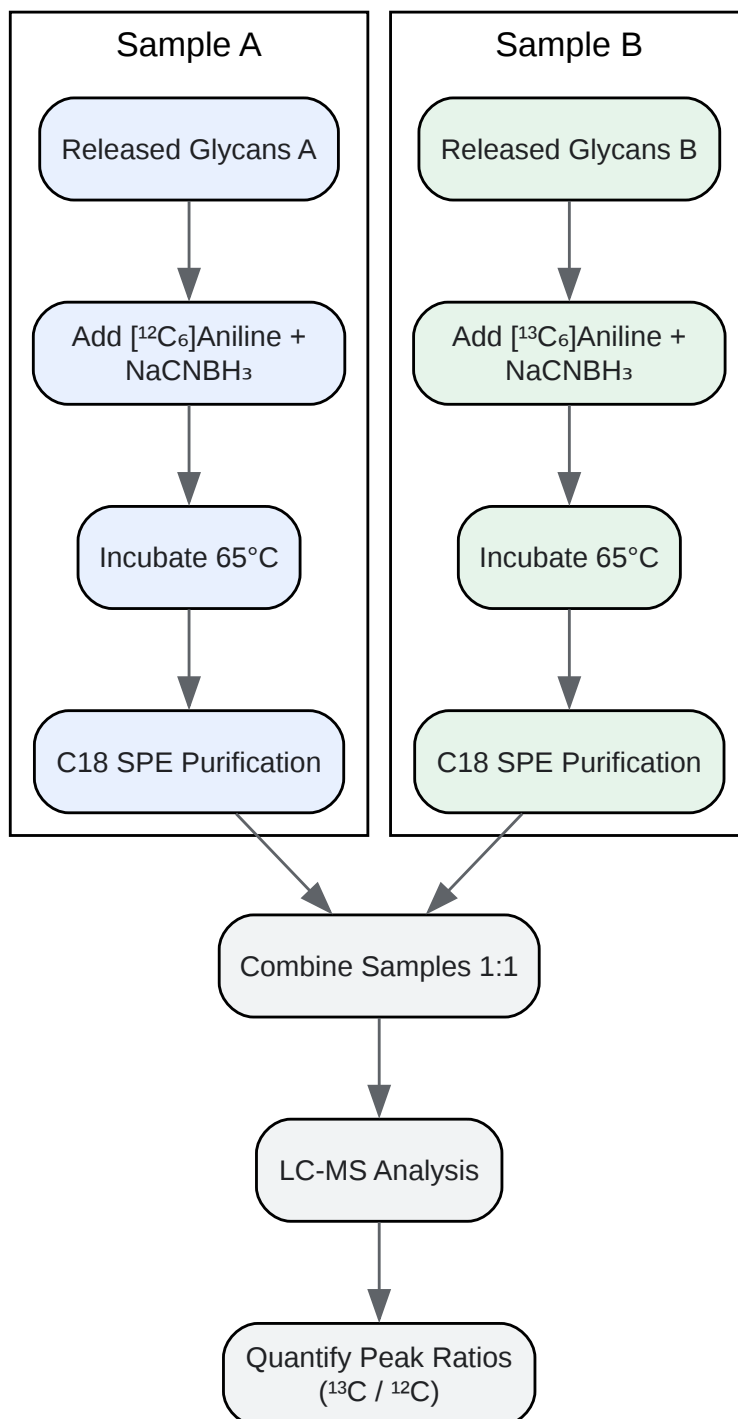 Sample A
Released Glycans A
Add [¹²C₆]Aniline +
NaCNBH₃
Incubate 65°C
C18 SPE Purification
Sample B
Released Glycans B
Add [¹³C₆]Aniline +
NaCNBH₃
Incubate 65°C
C18 SPE Purification
Combine Samples 1:1
LC-MS Analysis
Quantify Peak Ratios
(¹³C / ¹²C)